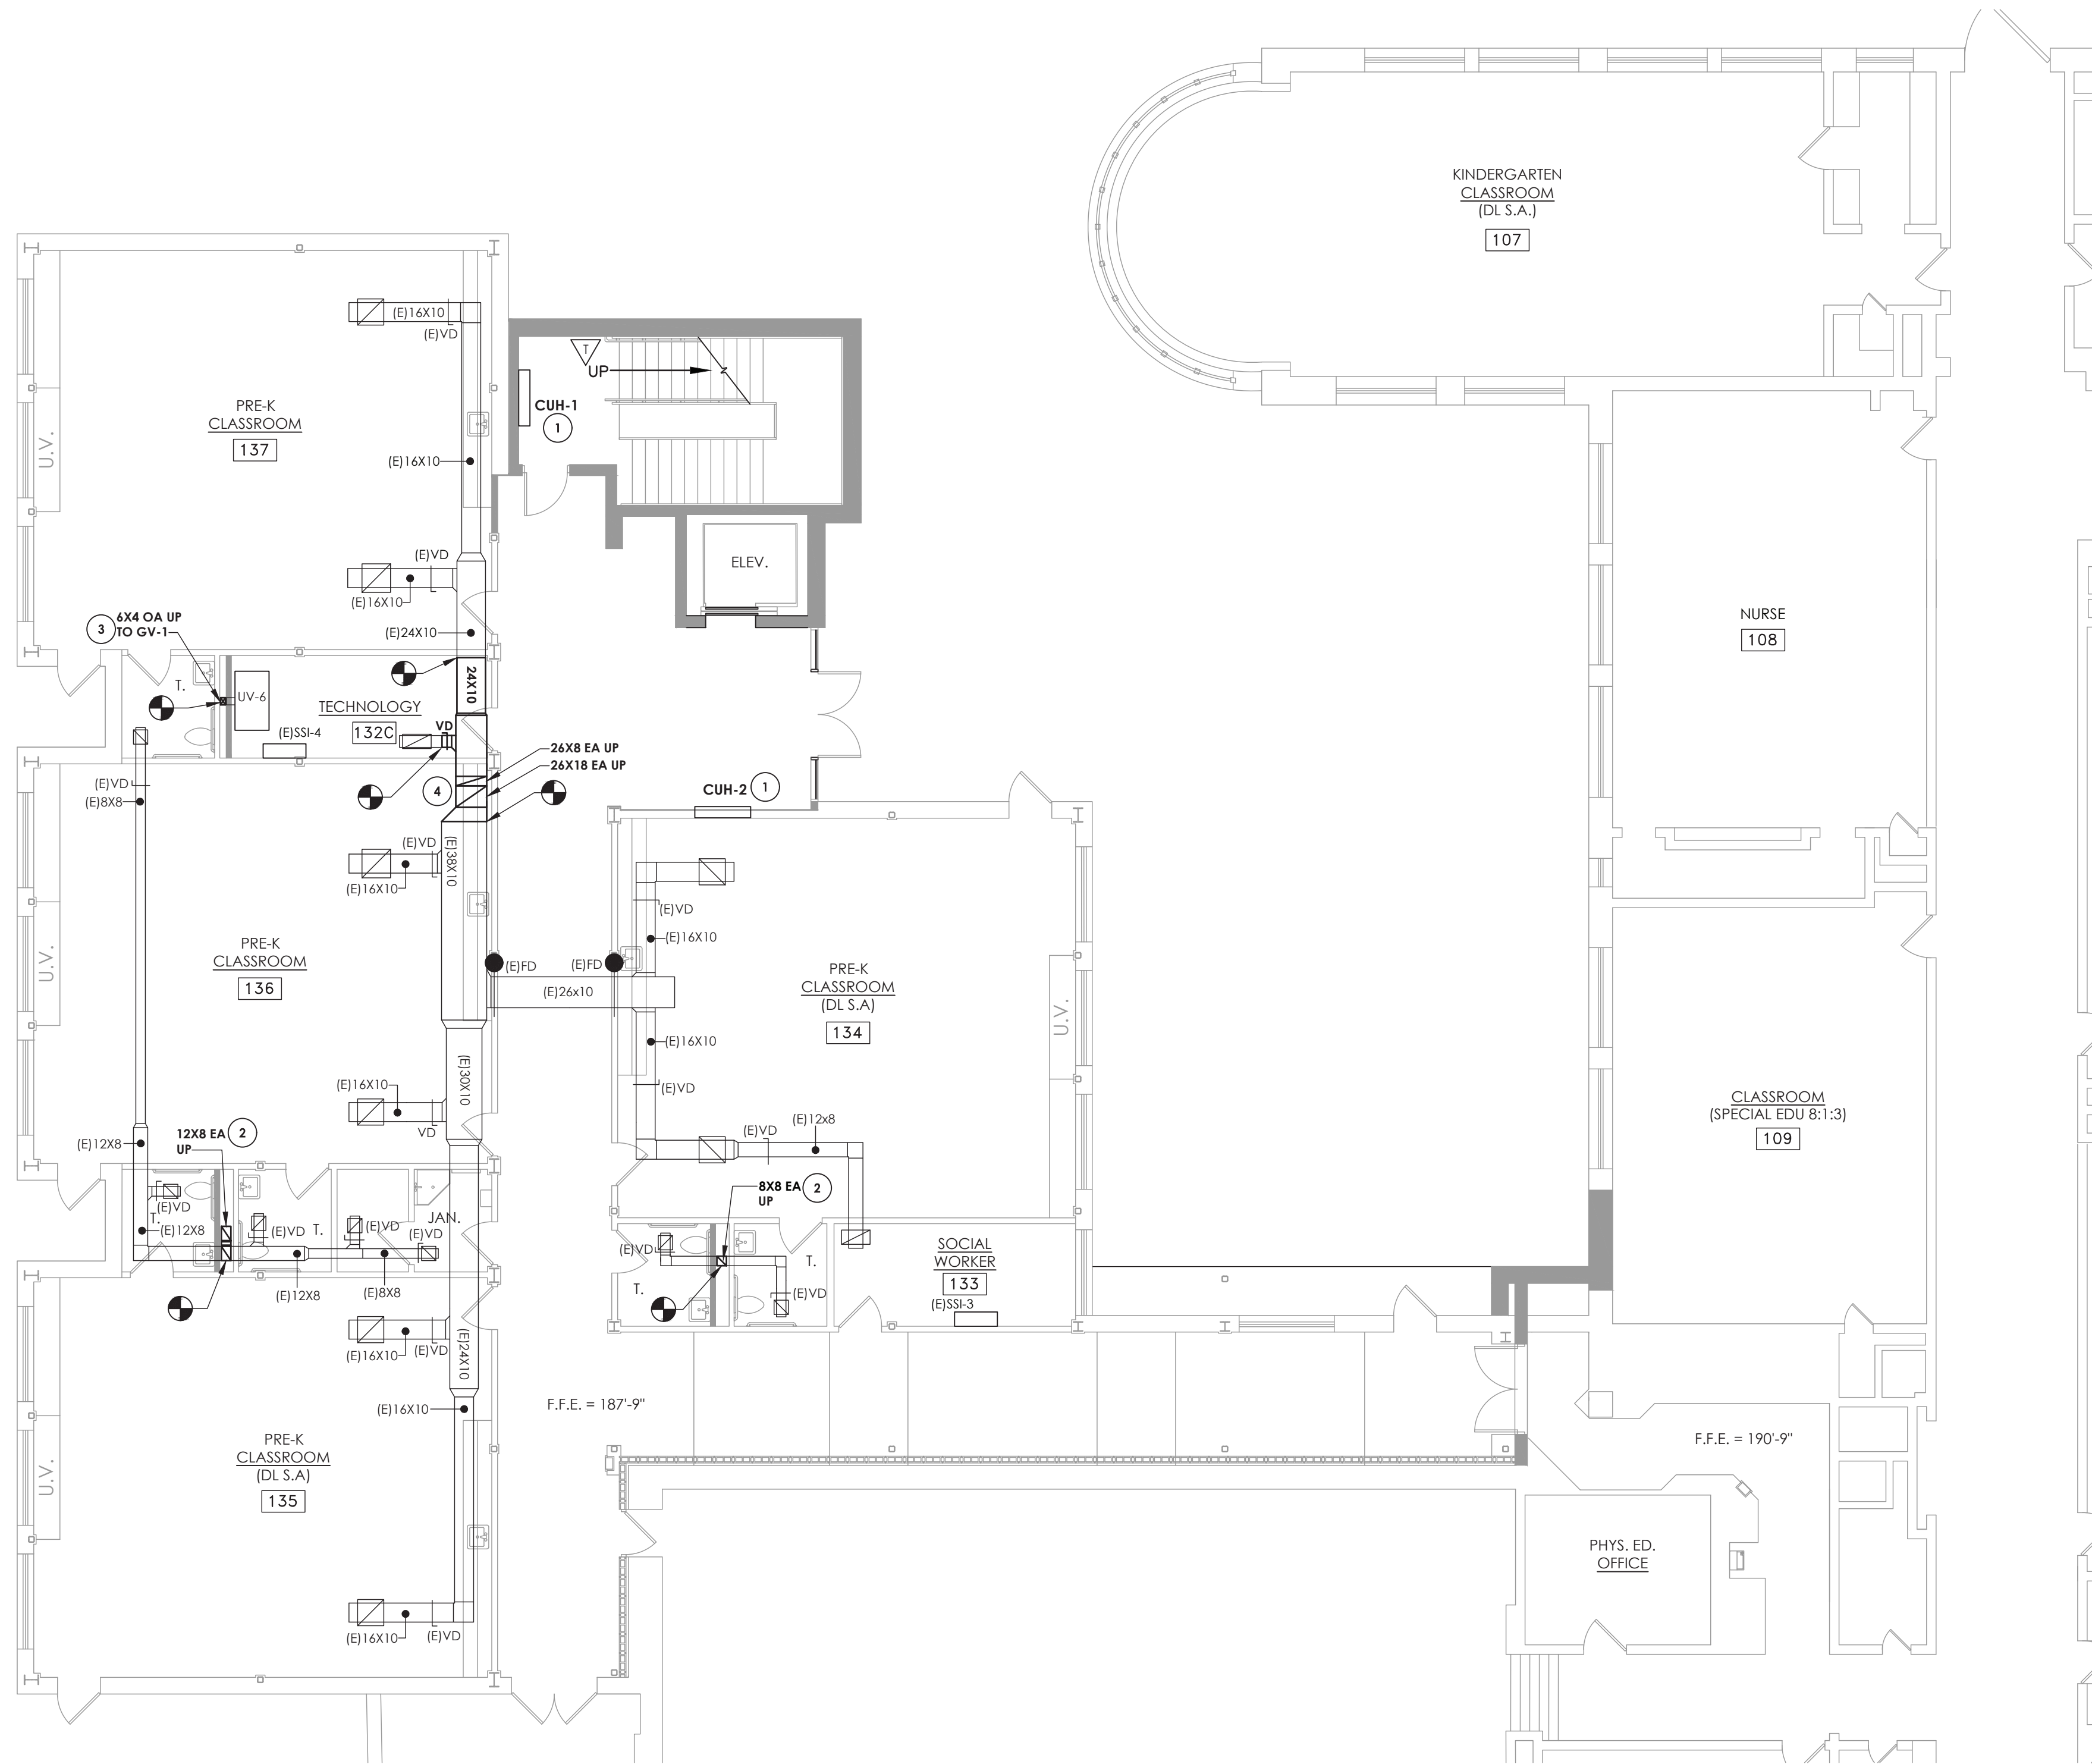 KINDERGARTEN
CLASSROOM
(DL S.A.)
107
(E)16X10
(E)VD
T
UP
CUH-1
1
PRE-K
CLASSROOM
137
U.V.
(E)16X10
(E)VD
(E)16X10
ELEV.
NURSE
108
3
6X4 OA UP
TO GV-1
(E)24X10
T.
UV-6
24X10
TECHNOLOGY
132C
VD
(E)SSI-4
26X8 EA UP
26X18 EA UP
4
CUH-2
1
(E)VD
(E)8X8
(E)VD
(E)38X10
(E)16X10
(E)VD
(E)16X10
PRE-K
CLASSROOM
136
U.V.
(E)FD
(E)FD
(E)26x10
PRE-K
CLASSROOM
(DL S.A)
134
U.V.
(E)16X10
(E)VD
(E)30X10
(E)16X10
VD
CLASSROOM
(SPECIAL EDU 8:1:3)
109
(E)12x8
(E)VD
(E)12X8
12X8 EA
UP
2
8X8 EA
UP
2
(E)VD
T.
(E)12X8
(E)VD
T.
(E)VD
JAN.
(E)VD
(E)12X8
(E)8X8
(E)VD
T.
T.
(E)VD
SOCIAL
WORKER
133
(E)SSI-3
(E)16X10
(E)VD
(E)24X10
(E)16X10
F.F.E. = 187'-9"
F.F.E. = 190'-9"
PRE-K
CLASSROOM
(DL S.A)
135
U.V.
PHYS. ED.
OFFICE
(E)16X10
(E)VD